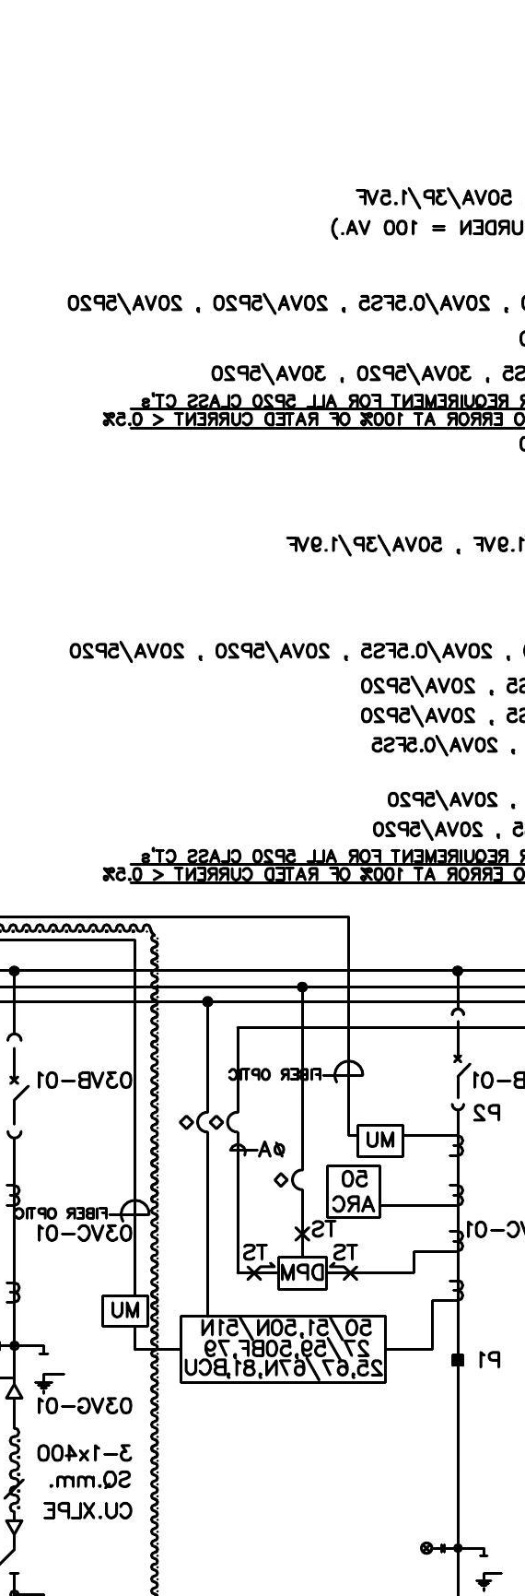 50VA/3P/1.5VF
URDEN = 100 VA.)
, 20VA/0.5FS5 , 20VA/5P20 , 20VA/5P20
S5 , 30VA/5P20 , 30VA/5P20
R REQUIREMENT FOR ALL 5P20 CLASS CT's
O ERROR AT 100% OF RATED CURRENT < 0.5%
1.9VF , 50VA/3P/1.9VF
, 20VA/0.5FS5 , 20VA/5P20 , 20VA/5P20
S5 , 20VA/5P20
S5 , 20VA/5P20
, 20VA/0.5FS5
, 20VA/5P20
5 , 20VA/5P20
R REQUIREMENT FOR ALL 5P20 CLASS CT's
O ERROR AT 100% OF RATED CURRENT < 0.5%
B-01
P2
VC-01
P1
FIBER OPTIC
MU
50
ARC
ØA
TS
TS
DPM
TS
50/51,50N/51N
27/59,50BF,79
25,67/67N,81,BCU
03VB-01
FIBER OPTIC
03VC-01
MU
03VG-01
3-1x400
SQ.mm.
CU.XLPE